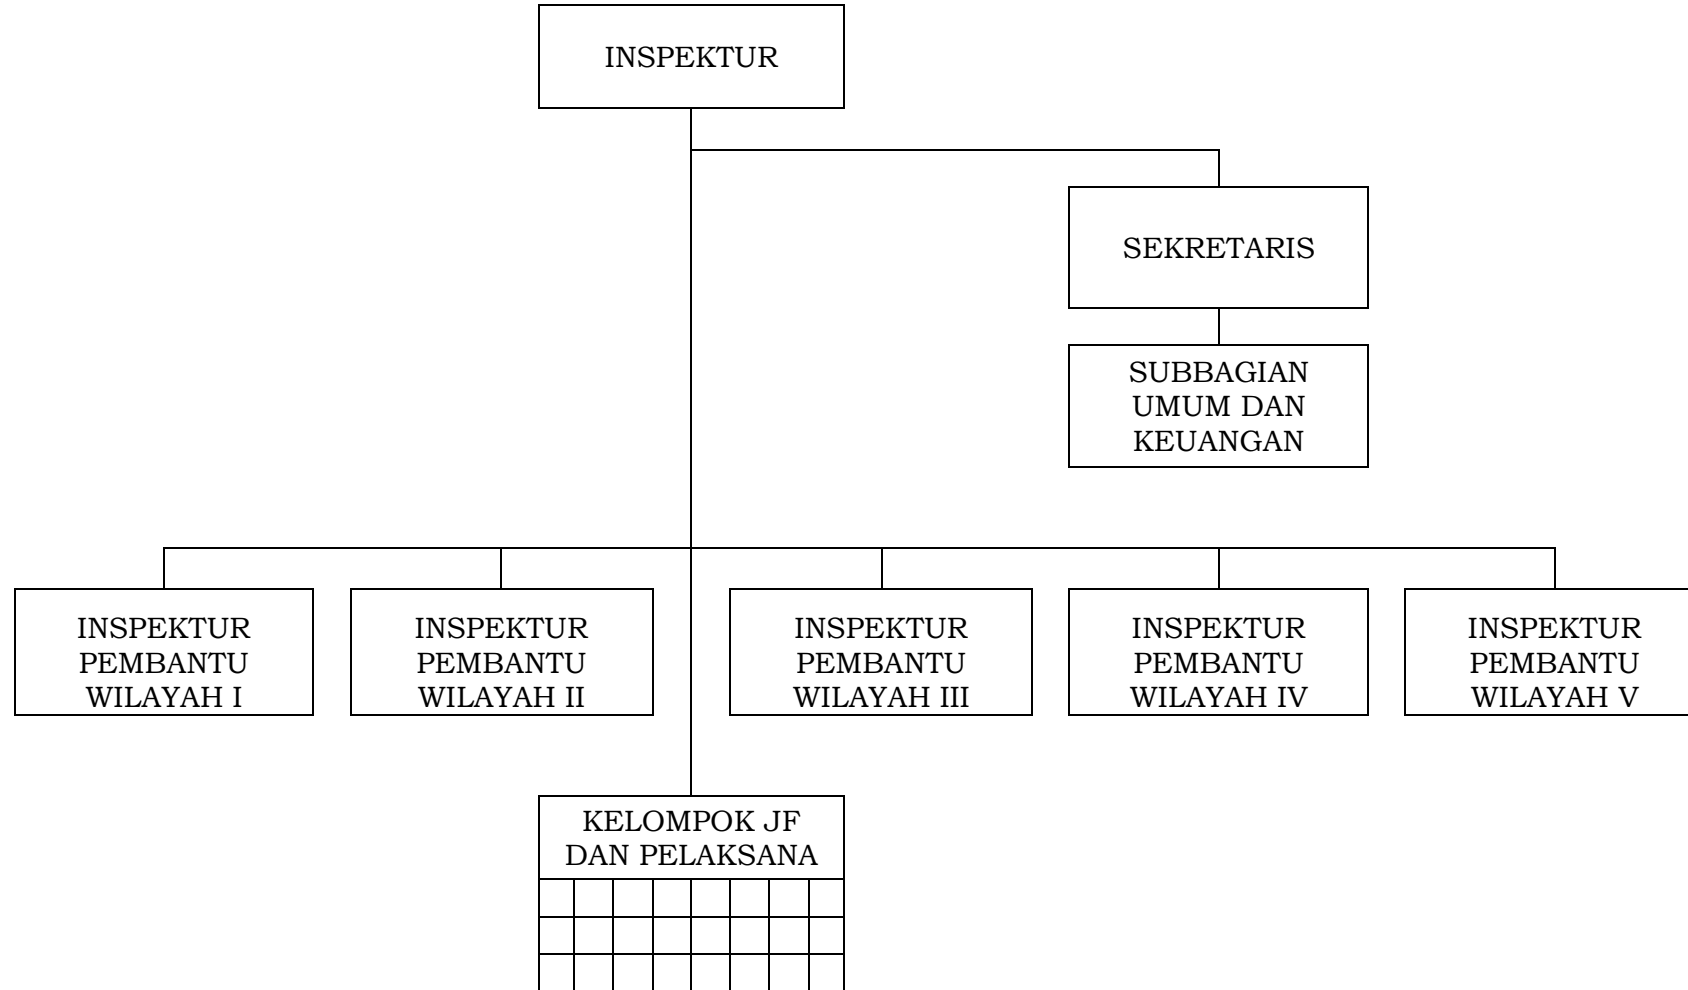 INSPEKTUR
SEKRETARIS
SUBBAGIAN
UMUM DAN
KEUANGAN
INSPEKTUR
PEMBANTU
WILAYAH I
INSPEKTUR
PEMBANTU
WILAYAH II
INSPEKTUR
PEMBANTU
WILAYAH III
INSPEKTUR
PEMBANTU
WILAYAH IV
INSPEKTUR
PEMBANTU
WILAYAH V
KELOMPOK JF
DAN PELAKSANA